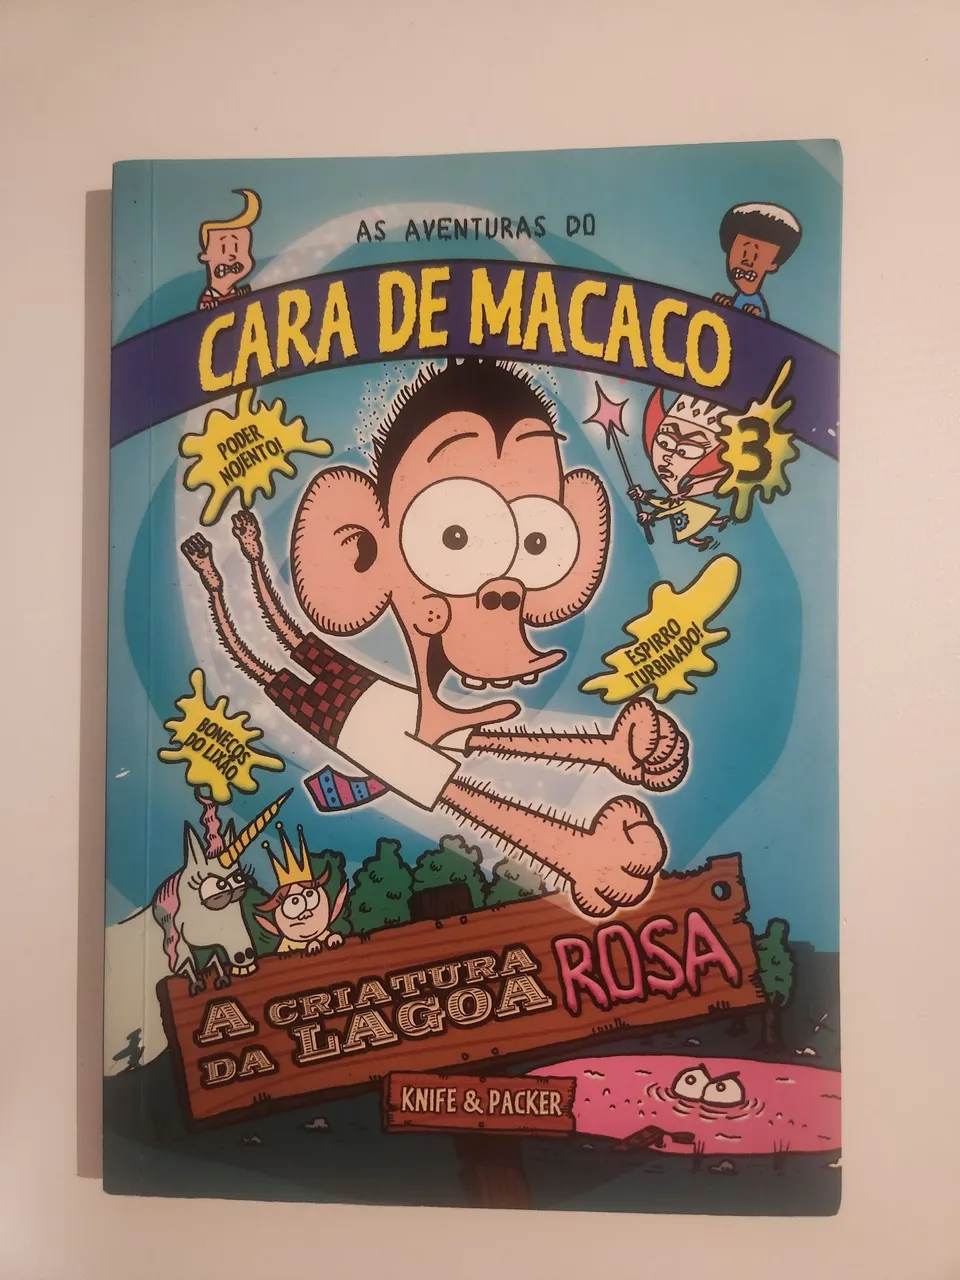 AS AVENTURAS DO
CARA DE MACACO
3
PODER
NOJENTO!
ESPIRRO
TURBINADO!
BONECOS
DO LIXÃO
A CRIATURA
DA LAGOA ROSA
KNIFE & PACKER